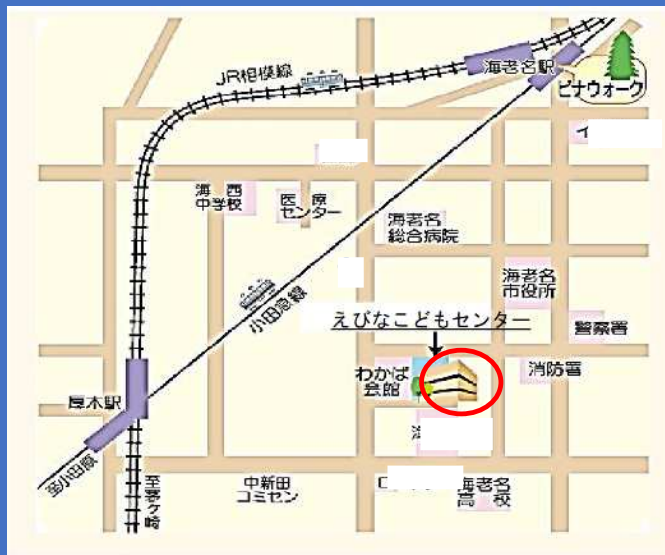 JR相模線
海老名駅
ビナウォーク
イ
海西
中学校
医療
センター
海老名
総合病院
小田急線
海老名
市役所
えびなこどもセンター
警察署
わかば
会館
消防署
厚木駅
至小田原
至茅ヶ崎
中新田
コミセン
海老名
高校